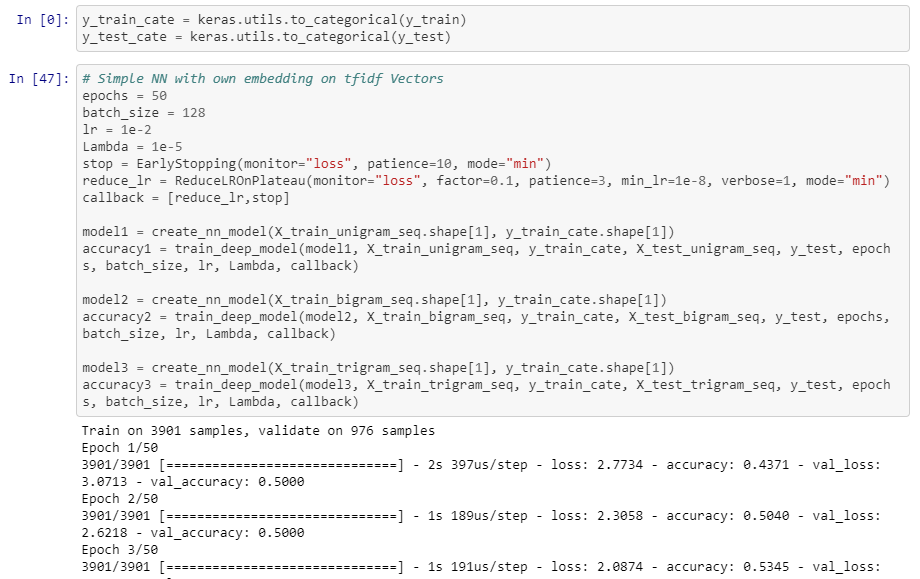 In [0]: y_train_cate = keras.utils.to_categorical(y_train)
y_test_cate = keras.utils.to_categorical(y_test)
In [47]: # Simple NN with own embedding on tfidf Vectors
epochs = 50
batch_size = 128
lr = 1e-2
Lambda = 1e-5
stop = EarlyStopping(monitor="loss", patience=10, mode="min")
reduce_lr = ReduceLROnPlateau(monitor="loss", factor=0.1, patience=3, min_lr=1e-8, verbose=1, mode="min")
callback = [reduce_lr,stop]
model1 = create_nn_model(X_train_unigram_seq.shape[1], y_train_cate.shape[1])
accuracy1 = train_deep_model(model1, X_train_unigram_seq, y_train_cate, X_test_unigram_seq, y_test, epoch
s, batch_size, lr, Lambda, callback)
model2 = create_nn_model(X_train_bigram_seq.shape[1], y_train_cate.shape[1])
accuracy2 = train_deep_model(model2, X_train_bigram_seq, y_train_cate, X_test_bigram_seq, y_test, epochs,
batch_size, lr, Lambda, callback)
model3 = create_nn_model(X_train_trigram_seq.shape[1], y_train_cate.shape[1])
accuracy3 = train_deep_model(model3, X_train_trigram_seq, y_train_cate, X_test_trigram_seq, y_test, epoch
s, batch_size, lr, Lambda, callback)
Train on 3901 samples, validate on 976 samples
Epoch 1/50
3901/3901 [==============================] - 2s 397us/step - loss: 2.7734 - accuracy: 0.4371 - val_loss:
3.0713 - val_accuracy: 0.5000
Epoch 2/50
3901/3901 [==============================] - 1s 189us/step - loss: 2.3058 - accuracy: 0.5040 - val_loss:
2.6218 - val_accuracy: 0.5000
Epoch 3/50
3901/3901 [==============================] - 1s 191us/step - loss: 2.0874 - accuracy: 0.5345 - val_loss: